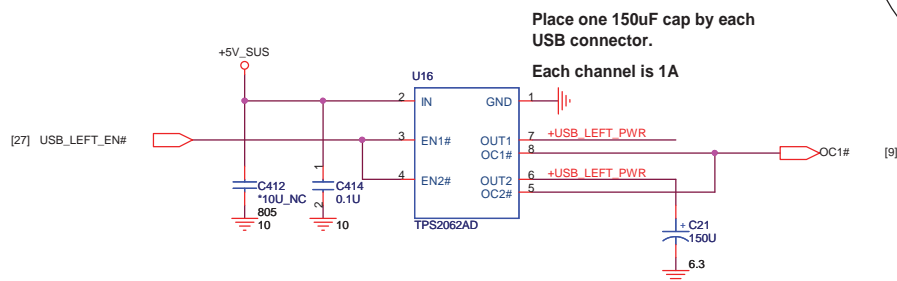 Place one 150uF cap by each
USB connector.
Each channel is 1A
+5V_SUS
U16
2 IN GND 1
[27] USB_LEFT_EN# 3 EN1# OUT1 7 +USB_LEFT_PWR
OC1# 8 OC1# [9]
4 EN2# OUT2 6 +USB_LEFT_PWR
OC2# 5
C412
*10U_NC
805
10
1
C414
0.1U
2
10
TPS2062AD
+ C21
150U
6.3